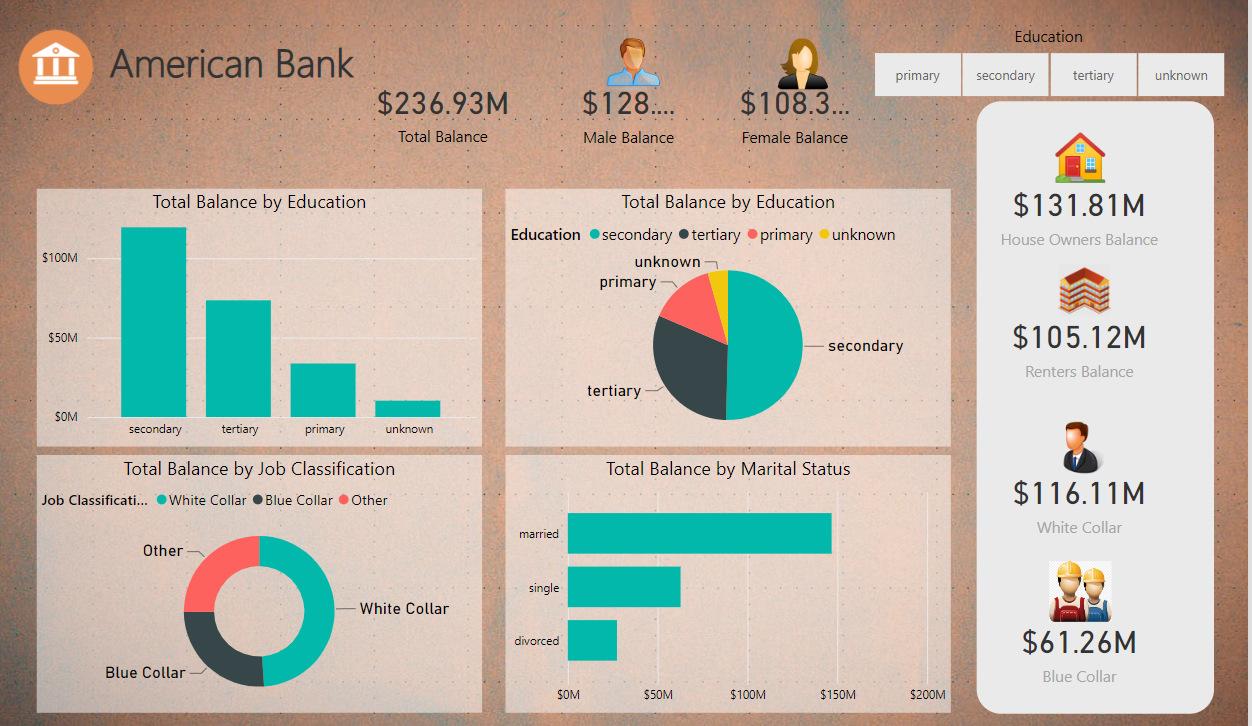 American Bank
$236.93M
Total Balance
$128....
Male Balance
$108.3...
Female Balance
Education
primary
secondary
tertiary
unknown
Total Balance by Education
$100M
$50M
$0M
secondary
tertiary
primary
unknown
Total Balance by Education
Education secondary tertiary primary unknown
unknown
primary
secondary
tertiary
Total Balance by Job Classification
Job Classificati... White Collar Blue Collar Other
Other
White Collar
Blue Collar
Total Balance by Marital Status
married
single
divorced
$0M $50M $100M $150M $200M
$131.81M
House Owners Balance
$105.12M
Renters Balance
$116.11M
White Collar
$61.26M
Blue Collar